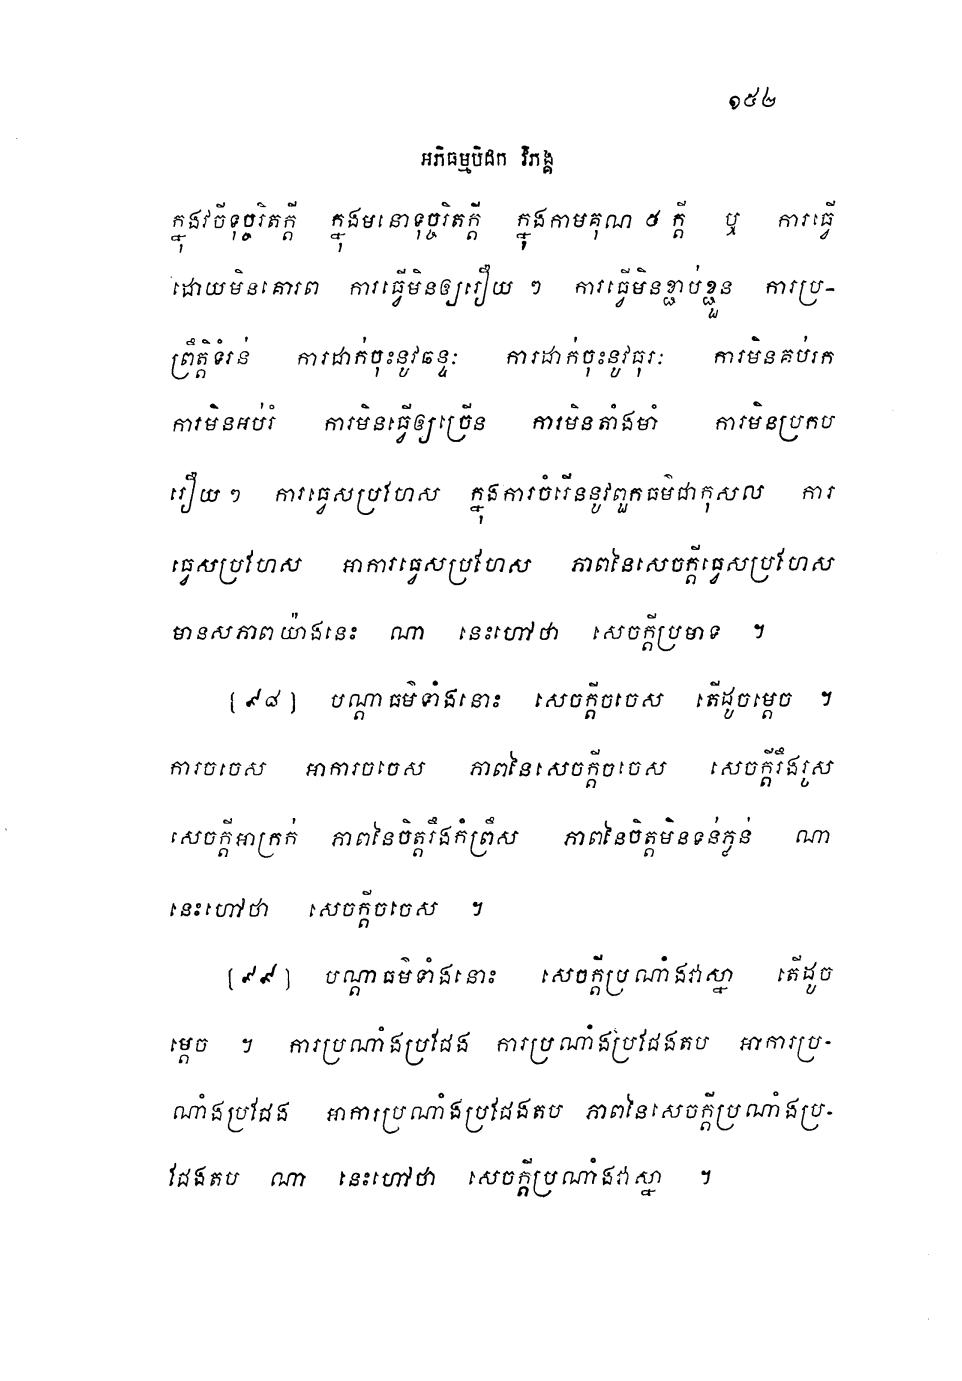 ១៥២
អភិធម្មបិដក វិភង្គ
ក្នុងវចីទុច្ចរិតក្តី ក្នុងមនោទុច្ចរិតក្តី ក្នុងកាមគុណ ៥ ក្តី ឬ ការធ្វើ
ដោយមិនគោរព ការធ្វើមិនឲ្យរឿយ ៗ ការធ្វើមិនខ្ជាប់ខ្ជួន ការប្រ-
ព្រឹត្តិទំរន់ ការដាក់ចុះនូវឆន្ទៈ ការដាក់ចុះនូវធុរៈ ការមិនគប់រក
ការមិនអប់រំ ការមិនធ្វើឲ្យច្រើន ការមិនតាំងមាំ ការមិនប្រកប
រឿយ ៗ ការធ្វេសប្រហែស ក្នុងការចំរើននូវពួកធម៌ជាកុសល ការ
ធ្វេសប្រហែស អាការធ្វេសប្រហែស ភាពនៃសេចក្តីធ្វេសប្រហែស
មានសភាពយ៉ាងនេះ ណា នេះហៅថា សេចក្តីប្រមាទ ។
[៩៨] បណ្តាធម៌ទាំងនោះ សេចក្តីចចេស តើដូចម្តេច ។
ការចចេស អាការចចេស ភាពនៃសេចក្តីចចេស សេចក្តីរឹងរូស
សេចក្តីអាក្រក់ ភាពនៃចិត្តរឹងកំព្រឹស ភាពនៃចិត្តមិនទន់ភ្លន់ ណា
នេះហៅថា សេចក្តីចចេស ។
[៩៩] បណ្តាធម៌ទាំងនោះ សេចក្តីប្រណាំងវាស្នា តើដូច
ម្តេច ។ ការប្រណាំងប្រជែង ការប្រណាំងប្រជែងតប អាការប្រ-
ណាំងប្រជែង អាការប្រណាំងប្រជែងតប ភាពនៃសេចក្តីប្រណាំងប្រ-
ជែងតប ណា នេះហៅថា សេចក្តីប្រណាំងវាស្នា ។